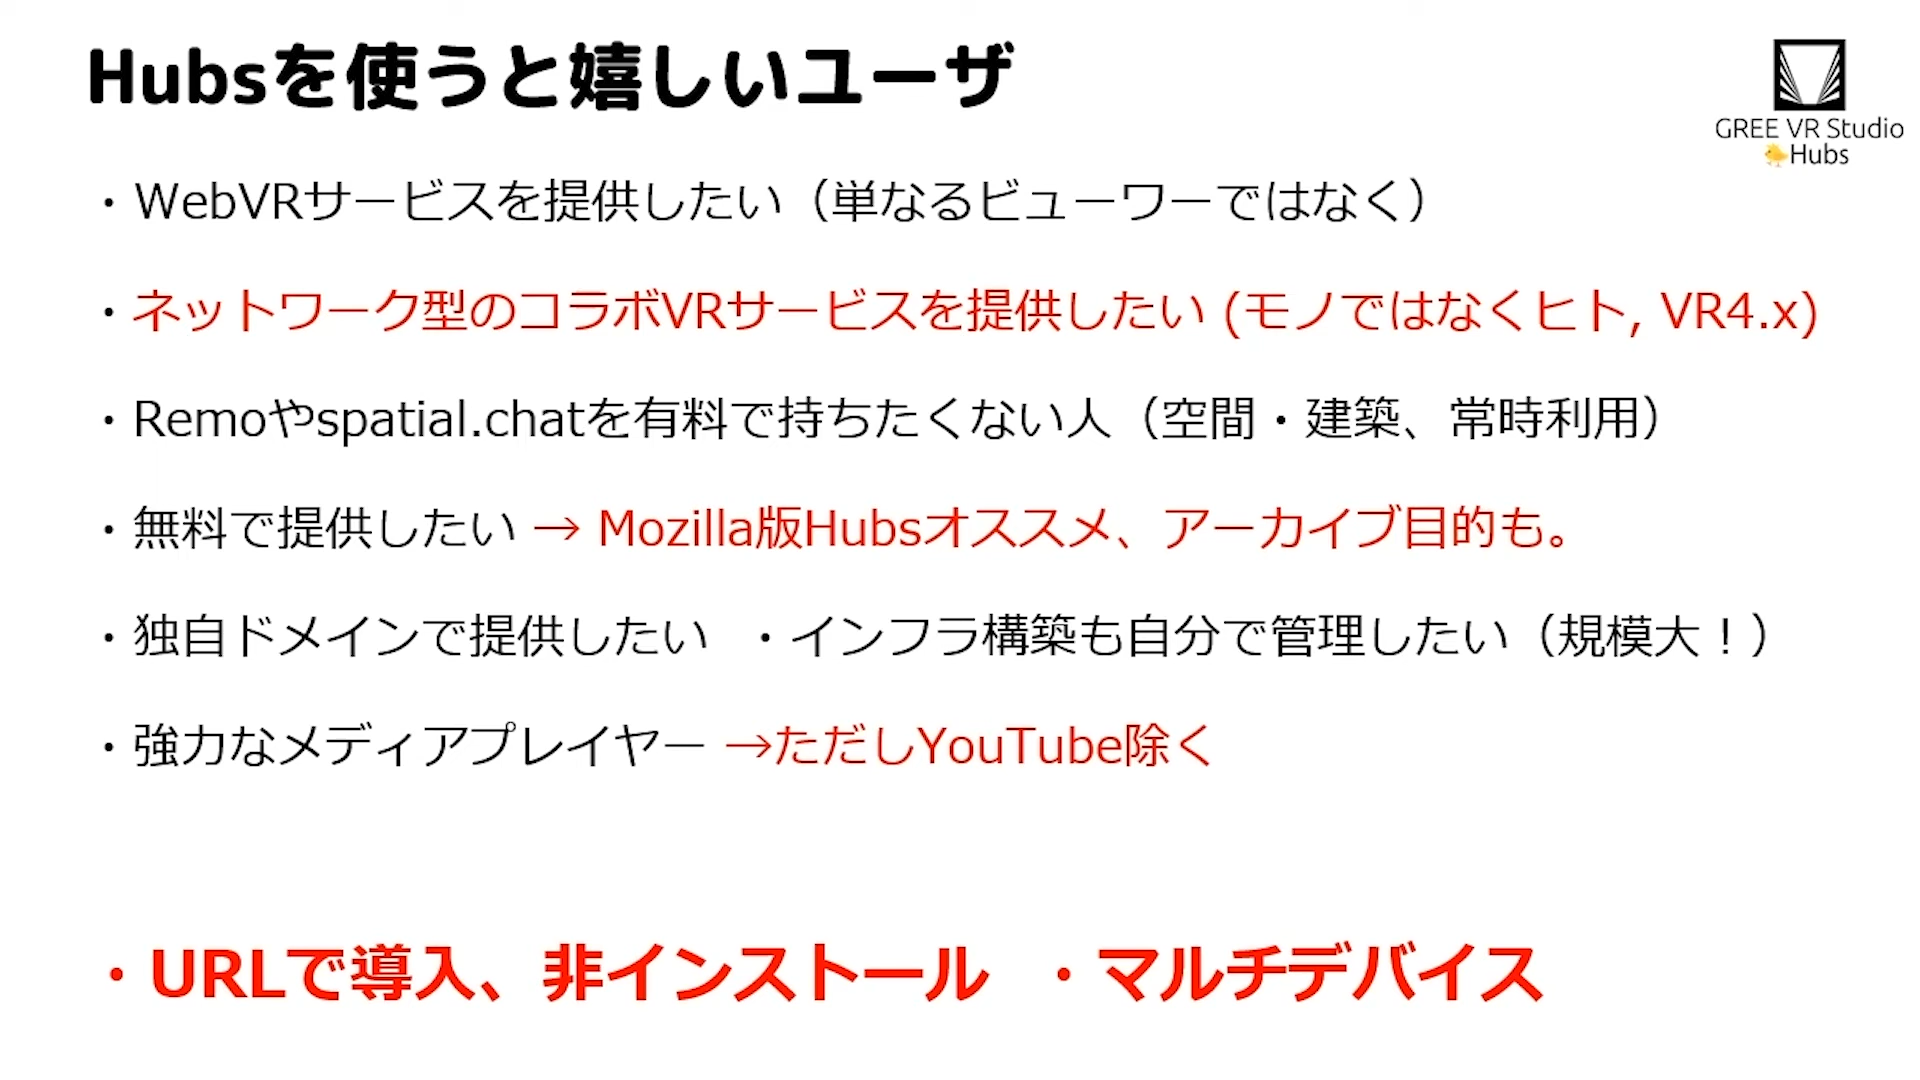 Hubsを使うと嬉しいユーザ
GREE VR Studio
🐤Hubs
・WebVRサービスを提供したい（単なるビューワーではなく）
・ネットワーク型のコラボVRサービスを提供したい (モノではなくヒト, VR4.x)
・Remoやspatial.chatを有料で持ちたくない人（空間・建築、常時利用）
・無料で提供したい → Mozilla版Hubsオススメ、アーカイブ目的も。
・独自ドメインで提供したい ・インフラ構築も自分で管理したい（規模大！）
・強力なメディアプレイヤー →ただしYouTube除く
・URLで導入、非インストール ・マルチデバイス